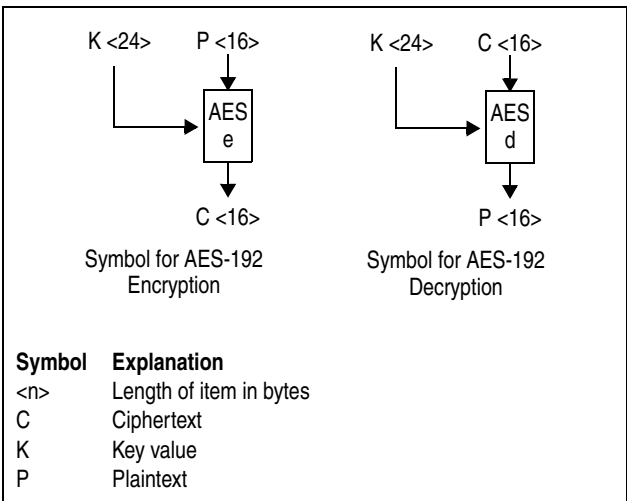 K <24> P <16>
AES
e
C <16>
Symbol for AES-192
Encryption
K <24> C <16>
AES
d
P <16>
Symbol for AES-192
Decryption
Symbol Explanation
<n> Length of item in bytes
C Ciphertext
K Key value
P Plaintext